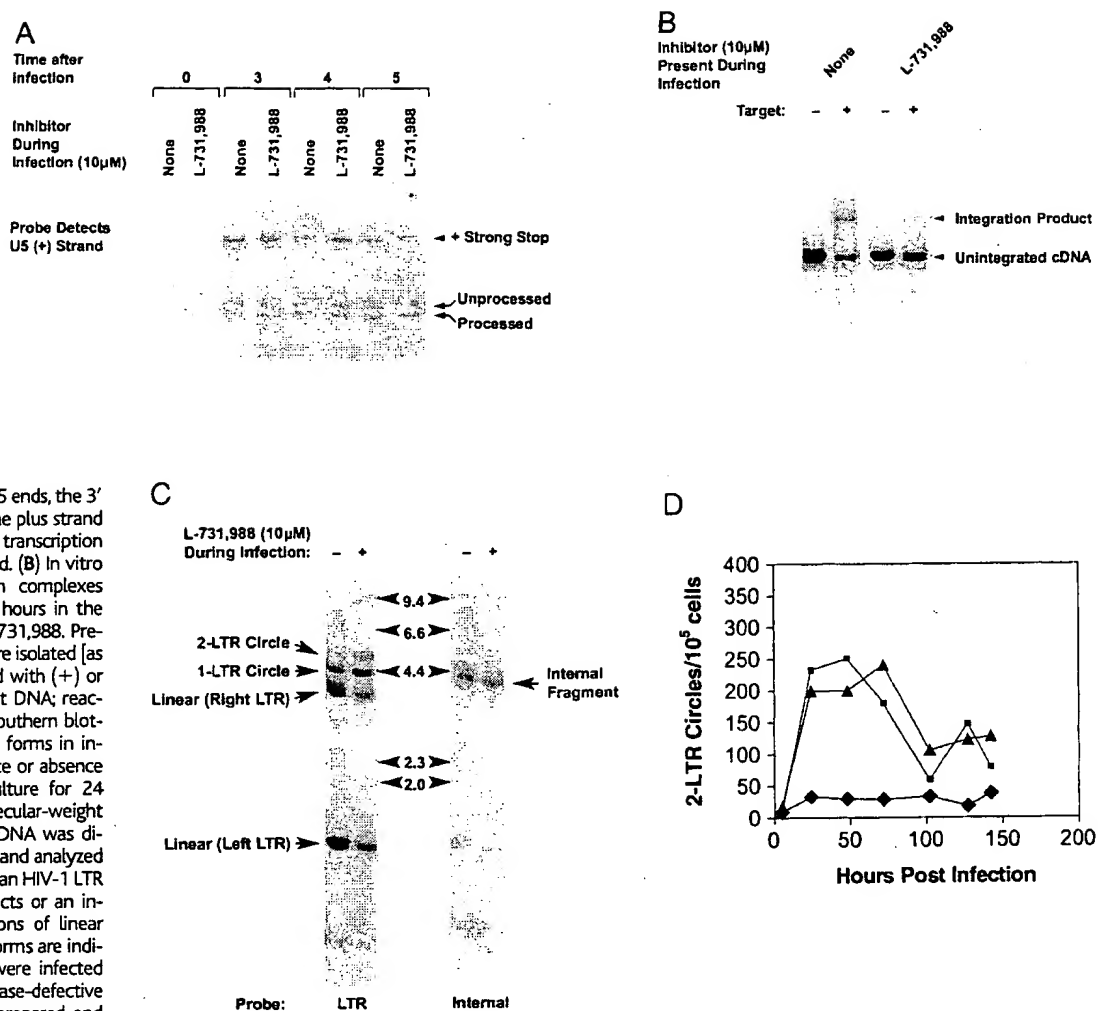 A
Time after
Infection
0 3 4 5
Inhibitor
During
Infection (10µM)
None L-731,988 None L-731,988 None L-731,988 None L-731,988
Probe Detects
U5 (+) Strand
+ Strong Stop
Unprocessed
Processed
B
Inhibitor (10µM)
Present During
Infection
None L-731,988
Target: – + – +
Integration Product
Unintegrated cDNA
5 ends, the 3′
ne plus strand
transcription
d. (B) In vitro
n complexes
hours in the
731,988. Pre-
re isolated [as
d with (+) or
t DNA; reac-
outhern blot-
forms in in-
ce or absence
ulture for 24
ecular-weight
DNA was di-
and analyzed
an HIV-1 LTR
cts or an in-
ons of linear
orms are indi-
were infected
ase-defective
C
L-731,988 (10µM)
During Infection: – + – +
9.4
6.6
2-LTR Circle
1-LTR Circle 4.4 Internal
Fragment
Linear (Right LTR)
2.3
2.0
Linear (Left LTR)
Probe: LTR Internal
D
2-LTR Circles/10⁵ cells
400
350
300
250
200
150
100
50
0
0 50 100 150 200
Hours Post Infection